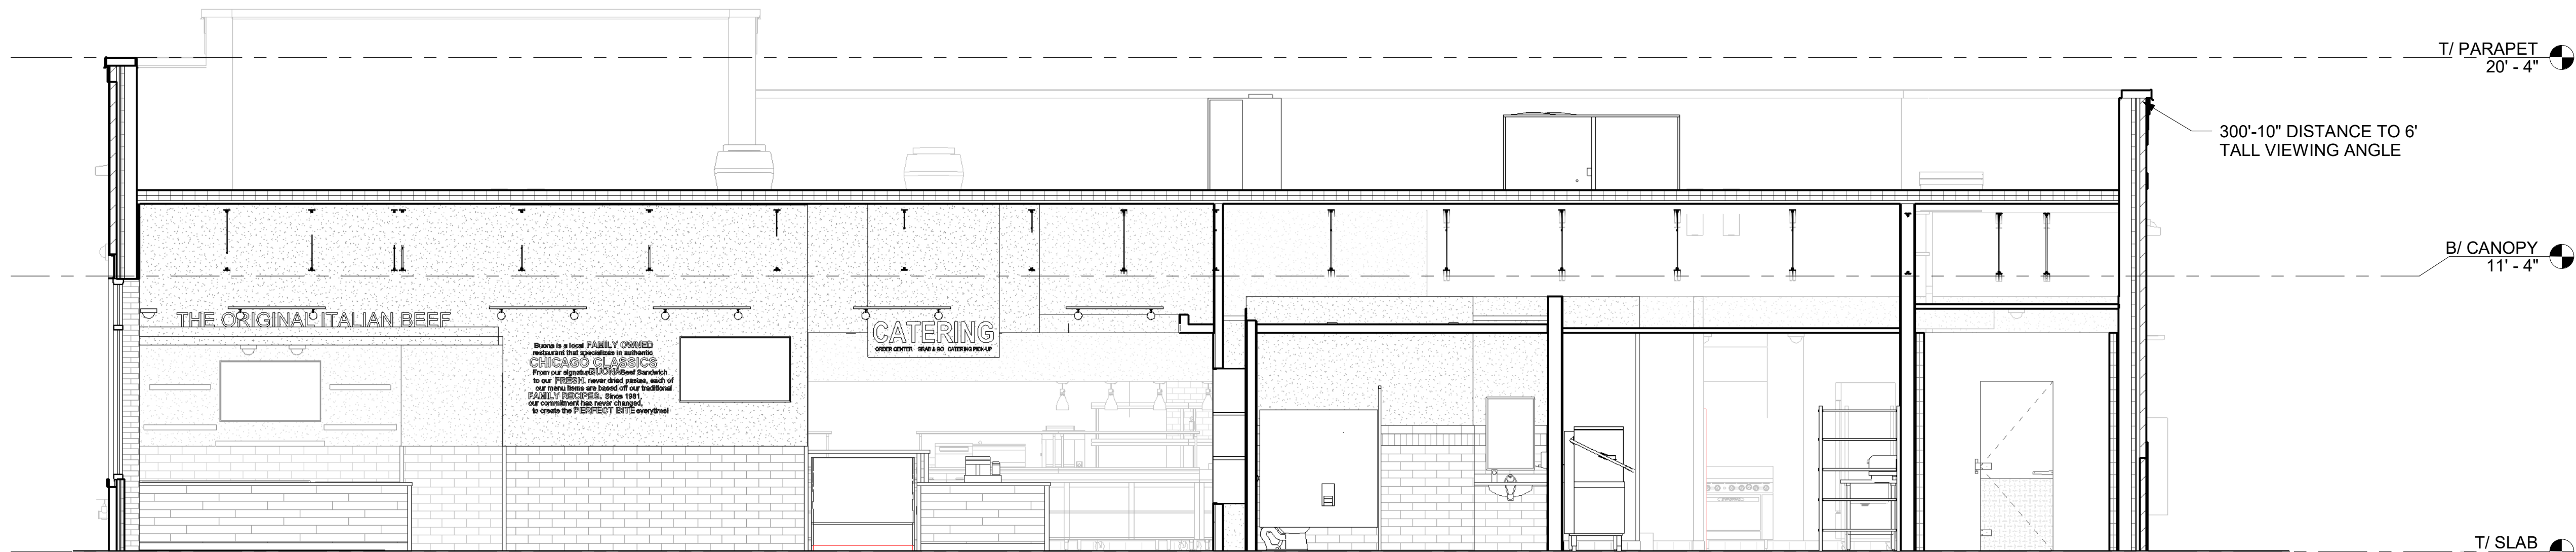 T/ PARAPET
20' - 4"
300'-10" DISTANCE TO 6'
TALL VIEWING ANGLE
B/ CANOPY
11' - 4"
THE ORIGINAL ITALIAN BEEF
CATERING
ORDER CENTER GRAB & GO CATERING PICK-UP
Buona is a local FAMILY OWNED
restaurant that specializes in authentic
CHICAGO CLASSICS
From our signature BUONA Beef Sandwich
to our FRESH, never dried pastas, each of
our menu items are based off our traditional
FAMILY RECIPES. Since 1981,
our commitment has never changed,
to create the PERFECT BITE everytime!
T/ SLAB